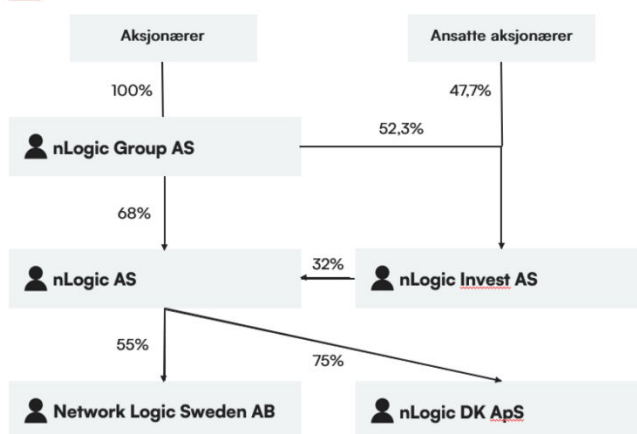 Aksjonærer
Ansatte aksjonærer
100%
47,7%
52,3%
nLogic Group AS
68%
nLogic AS
32%
nLogic Invest AS
55%
75%
Network Logic Sweden AB
nLogic DK ApS